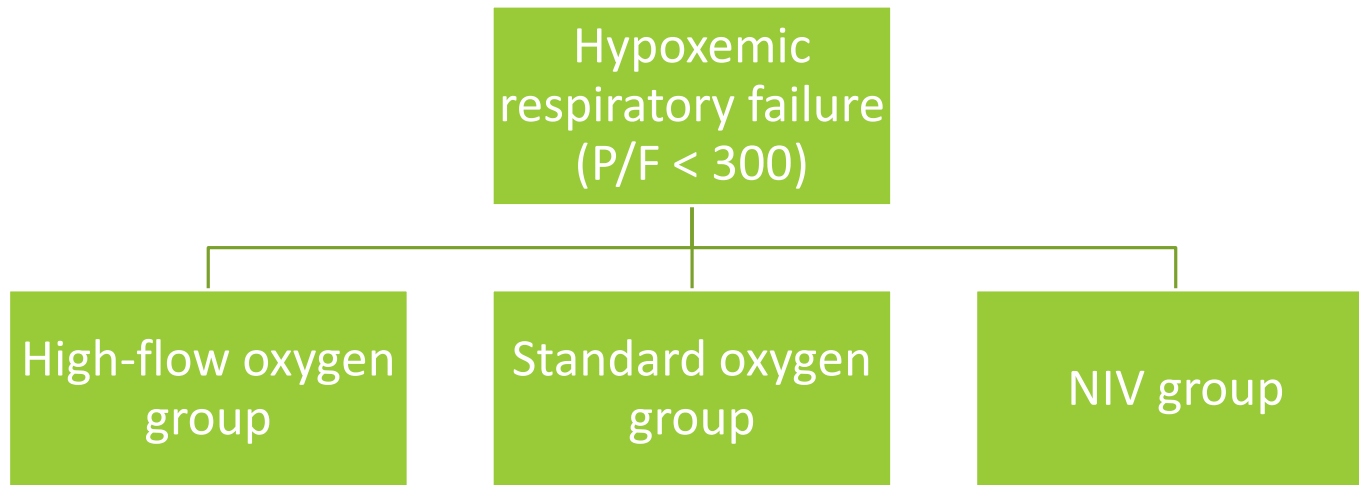 Hypoxemic
respiratory failure
(P/F < 300)
High-flow oxygen
group
Standard oxygen
group
NIV group